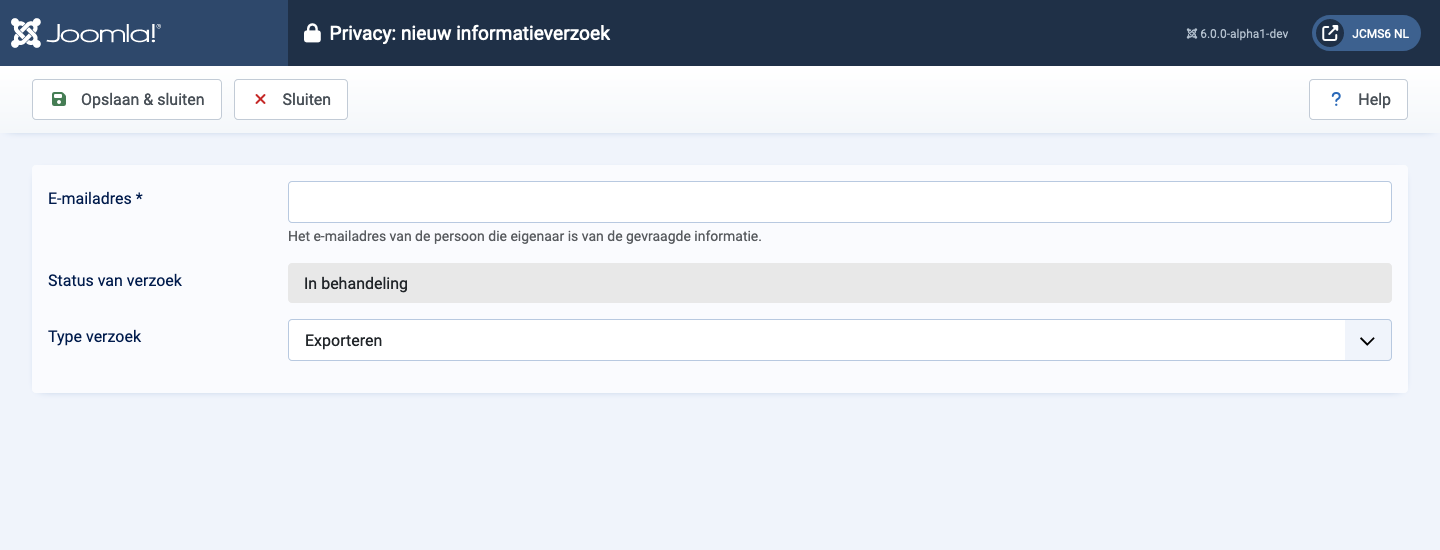 Joomla!®
Privacy: nieuw informatieverzoek
6.0.0-alpha1-dev
JCMS6 NL
Opslaan & sluiten
Sluiten
? Help
E-mailadres *
Het e-mailadres van de persoon die eigenaar is van de gevraagde informatie.
Status van verzoek
In behandeling
Type verzoek
Exporteren